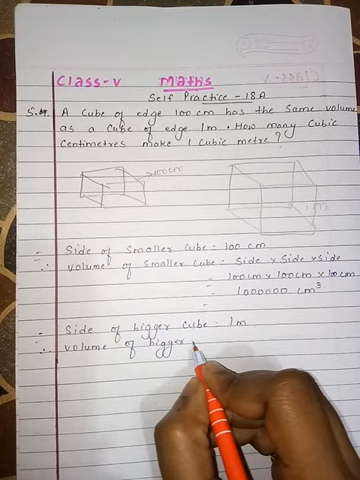 Class-V Maths
Self Practice - 18.A
5. A Cube of edge 100 cm has the Same volume
as a Cube of edge 1m. How many Cubic
Centimetres make 1 Cubic metre?
100cm
1m
- Side of Smaller Cube = 100 cm
∴ volume of Smaller Cube = Side × Side × Side
= 100cm × 100cm × 100cm
= 1000000 cm³
- Side of bigger Cube = 1m
∴ volume of bigger